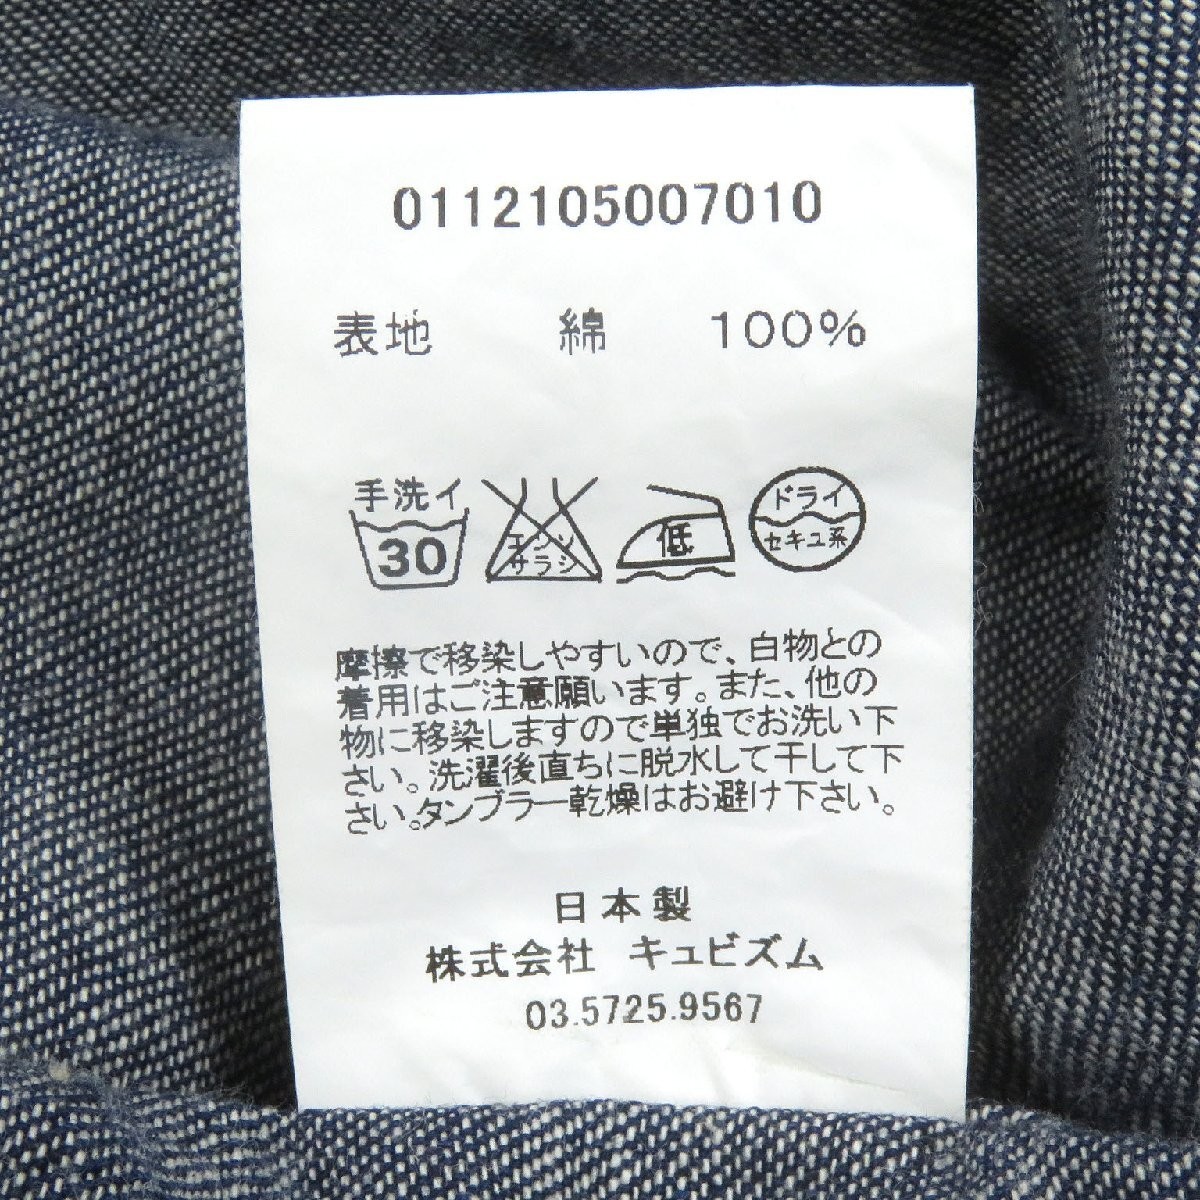 0112105007010
表地 綿 100%
手洗イ
30
エンソ
サラシ
低
ドライ
セキユ系
摩擦で移染しやすいので、白物との
着用はご注意願います。また、他の
物に移染しますので単独でお洗い下
さい。洗濯後直ちに脱水して干して下
さい。タンブラー乾燥はお避け下さい。
日本製
株式会社 キュビズム
03.5725.9567